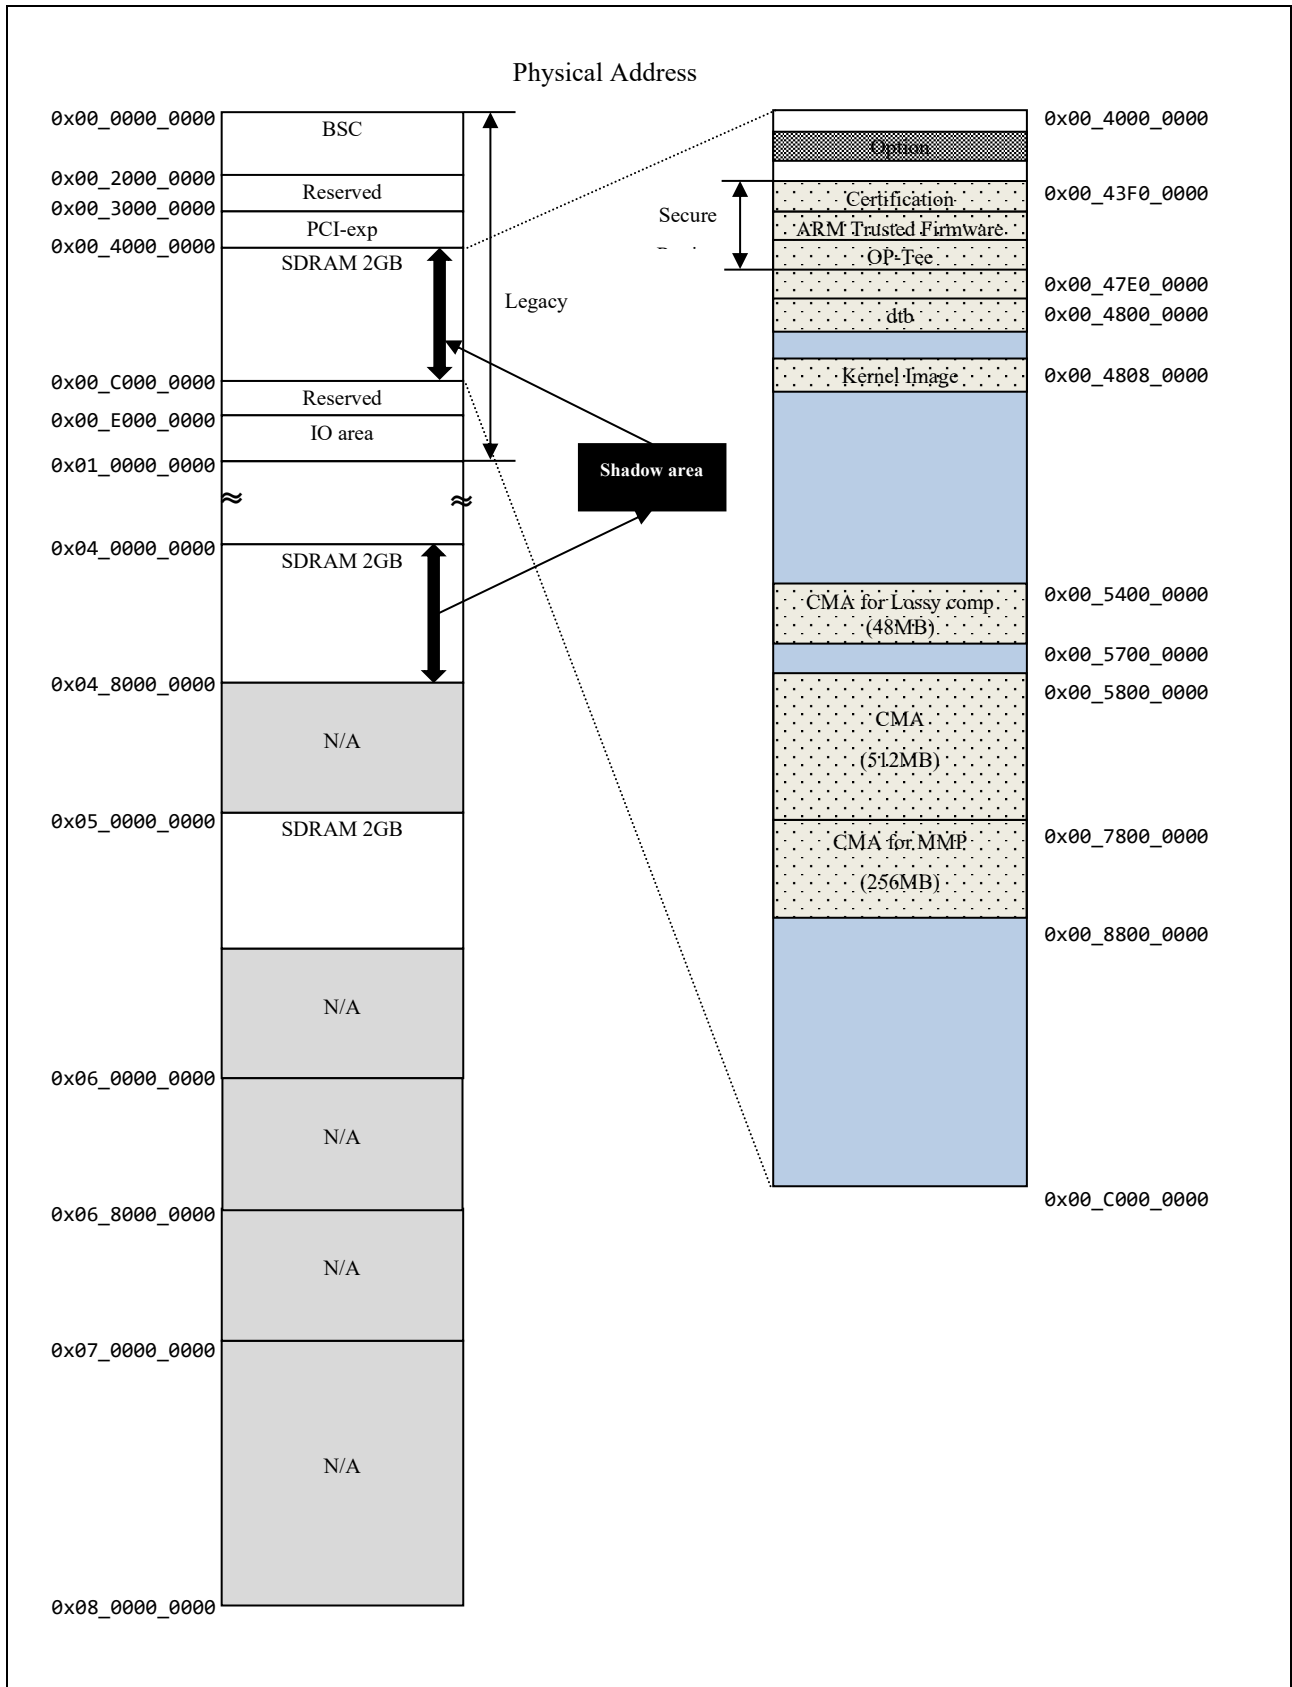 Physical Address
0x00_0000_0000
BSC
0x00_2000_0000
Reserved
0x00_3000_0000
PCI-exp
0x00_4000_0000
SDRAM 2GB
Legacy
0x00_C000_0000
Reserved
0x00_E000_0000
IO area
0x01_0000_0000
Shadow area
0x04_0000_0000
SDRAM 2GB
0x04_8000_0000
N/A
0x05_0000_0000
SDRAM 2GB
N/A
0x06_0000_0000
N/A
0x06_8000_0000
N/A
0x07_0000_0000
N/A
0x08_0000_0000
0x00_4000_0000
Option
Secure
Certification
0x00_43F0_0000
ARM Trusted Firmware
OP-Tee
0x00_47E0_0000
dtb
0x00_4800_0000
Kernel Image
0x00_4808_0000
CMA for Lossy comp
(48MB)
0x00_5400_0000
0x00_5700_0000
0x00_5800_0000
CMA
(512MB)
0x00_7800_0000
CMA for MMP
(256MB)
0x00_8800_0000
0x00_C000_0000